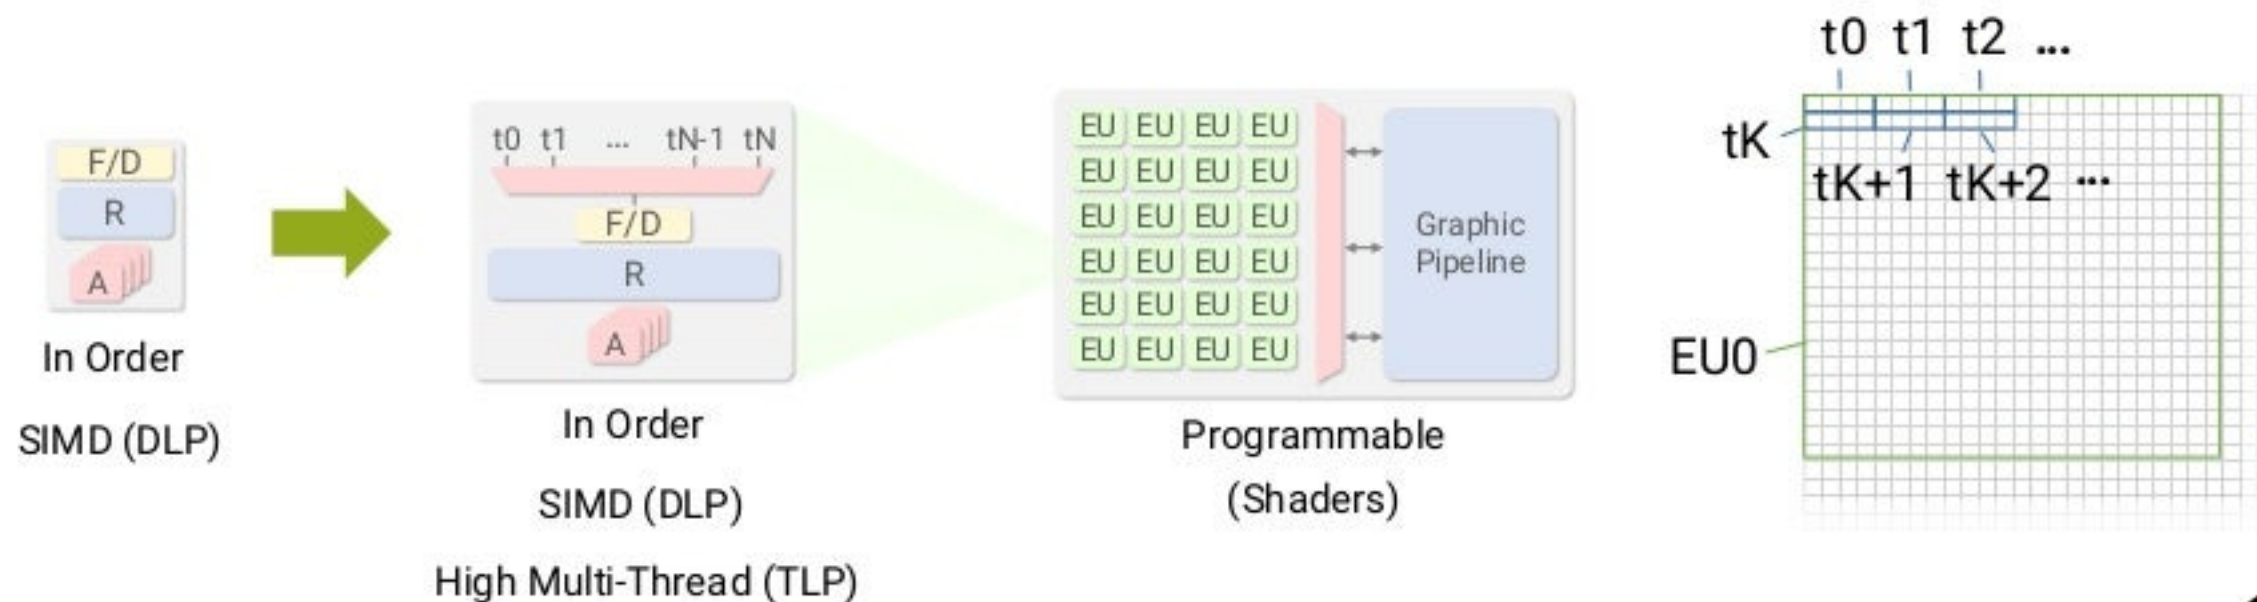 F/D
R
A
In Order
SIMD (DLP)
t0 t1 ... tN-1 tN
F/D
R
A
In Order
SIMD (DLP)
High Multi-Thread (TLP)
EU EU EU EU
EU EU EU EU
EU EU EU EU
EU EU EU EU
EU EU EU EU
EU EU EU EU
Graphic
Pipeline
Programmable
(Shaders)
t0 t1 t2 ...
tK
tK+1 tK+2 ...
EU0